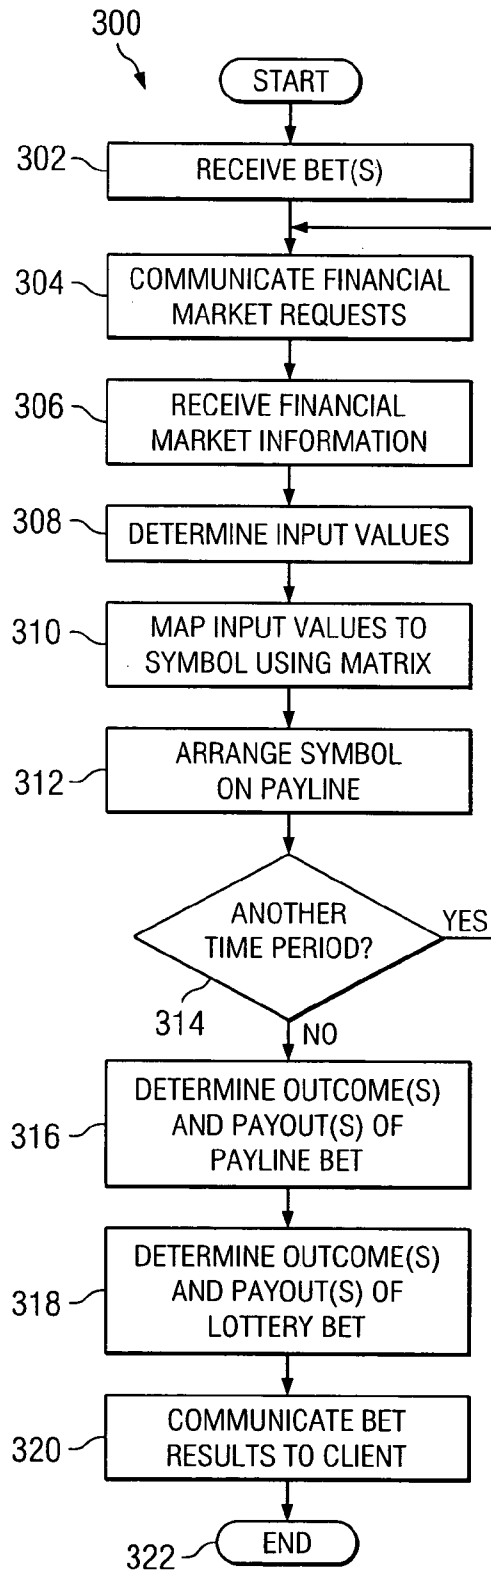 300
START
302
RECEIVE BET(S)
304
COMMUNICATE FINANCIAL
MARKET REQUESTS
306
RECEIVE FINANCIAL
MARKET INFORMATION
308
DETERMINE INPUT VALUES
310
MAP INPUT VALUES TO
SYMBOL USING MATRIX
312
ARRANGE SYMBOL
ON PAYLINE
ANOTHER
TIME PERIOD?
YES
314
NO
316
DETERMINE OUTCOME(S)
AND PAYOUT(S) OF
PAYLINE BET
318
DETERMINE OUTCOME(S)
AND PAYOUT(S) OF
LOTTERY BET
320
COMMUNICATE BET
RESULTS TO CLIENT
322
END